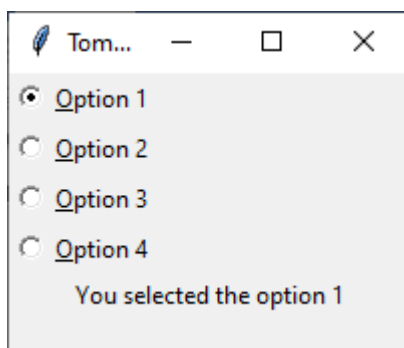 Tom...
Option 1
Option 2
Option 3
Option 4
You selected the option 1